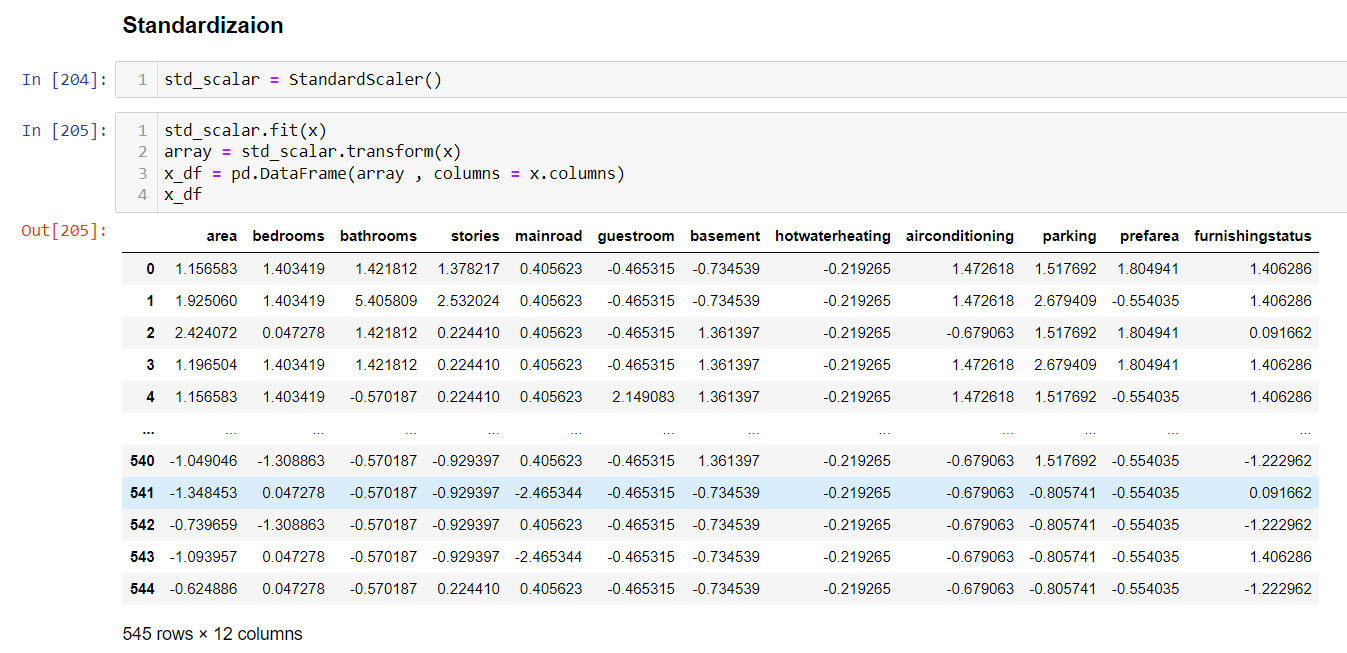 Standardizaion
In [204]: 1 std_scalar = StandardScaler()
In [205]: 1 std_scalar.fit(x)
2 array = std_scalar.transform(x)
3 x_df = pd.DataFrame(array , columns = x.columns)
4 x_df
Out[205]:
area bedrooms bathrooms stories mainroad guestroom basement hotwaterheating airconditioning parking prefarea furnishingstatus
0 1.156583 1.403419 1.421812 1.378217 0.405623 -0.465315 -0.734539 -0.219265 1.472618 1.517692 1.804941 1.406286
1 1.925060 1.403419 5.405809 2.532024 0.405623 -0.465315 -0.734539 -0.219265 1.472618 2.679409 -0.554035 1.406286
2 2.424072 0.047278 1.421812 0.224410 0.405623 -0.465315 1.361397 -0.219265 -0.679063 1.517692 1.804941 0.091662
3 1.196504 1.403419 1.421812 0.224410 0.405623 -0.465315 1.361397 -0.219265 1.472618 2.679409 1.804941 1.406286
4 1.156583 1.403419 -0.570187 0.224410 0.405623 2.149083 1.361397 -0.219265 1.472618 1.517692 -0.554035 1.406286
... ... ... ... ... ... ... ... ... ... ... ... ...
540 -1.049046 -1.308863 -0.570187 -0.929397 0.405623 -0.465315 1.361397 -0.219265 -0.679063 1.517692 -0.554035 -1.222962
541 -1.348453 0.047278 -0.570187 -0.929397 -2.465344 -0.465315 -0.734539 -0.219265 -0.679063 -0.805741 -0.554035 0.091662
542 -0.739659 -1.308863 -0.570187 -0.929397 0.405623 -0.465315 -0.734539 -0.219265 -0.679063 -0.805741 -0.554035 -1.222962
543 -1.093957 0.047278 -0.570187 -0.929397 -2.465344 -0.465315 -0.734539 -0.219265 -0.679063 -0.805741 -0.554035 1.406286
544 -0.624886 0.047278 -0.570187 0.224410 0.405623 -0.465315 -0.734539 -0.219265 -0.679063 -0.805741 -0.554035 -1.222962
545 rows × 12 columns